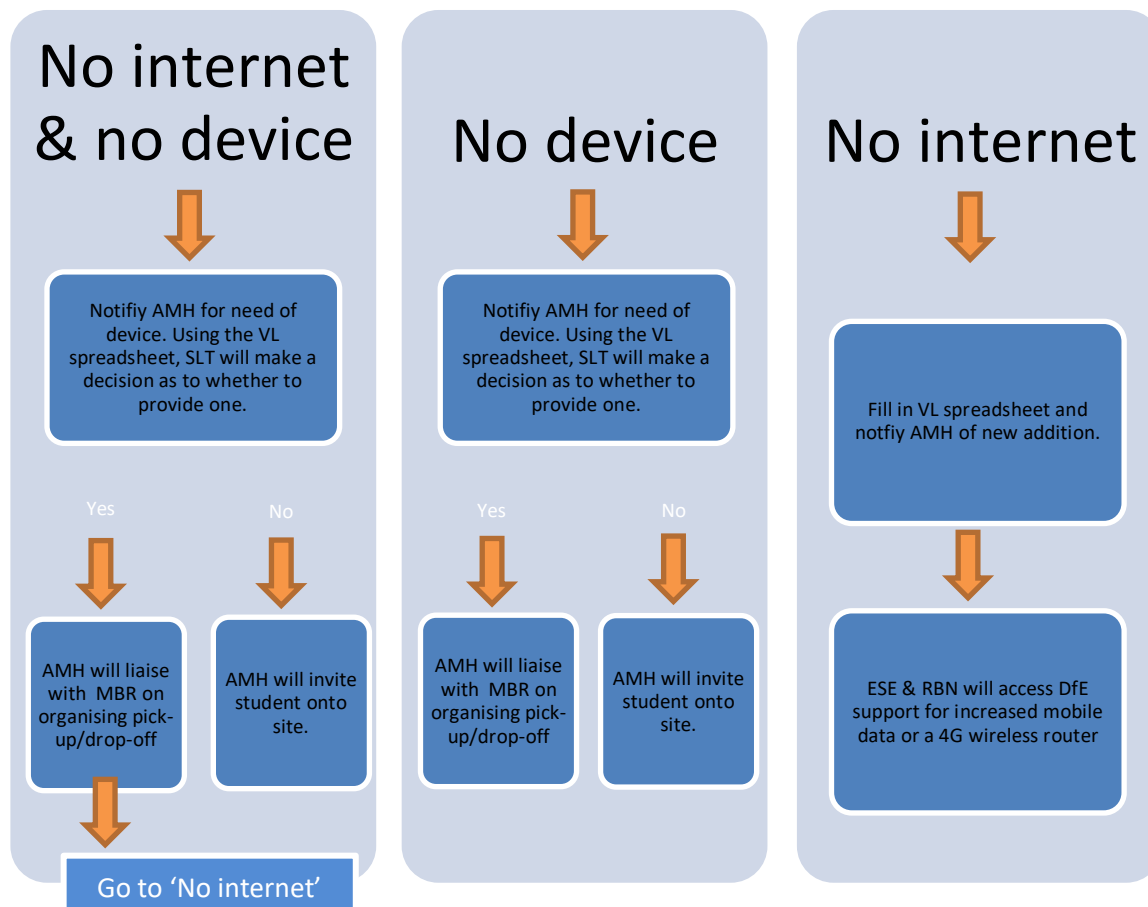 No internet
& no device
Notifiy AMH for need of
device. Using the VL
spreadsheet, SLT will make a
decision as to whether to
provide one.
Yes
No
AMH will liaise
with MBR on
organising pick-
up/drop-off
AMH will invite
student onto
site.
Go to ‘No internet’
No device
Notifiy AMH for need of
device. Using the VL
spreadsheet, SLT will make a
decision as to whether to
provide one.
Yes
No
AMH will liaise
with MBR on
organising pick-
up/drop-off
AMH will invite
student onto
site.
No internet
Fill in VL spreadsheet and
notfiy AMH of new addition.
ESE & RBN will access DfE
support for increased mobile
data or a 4G wireless router